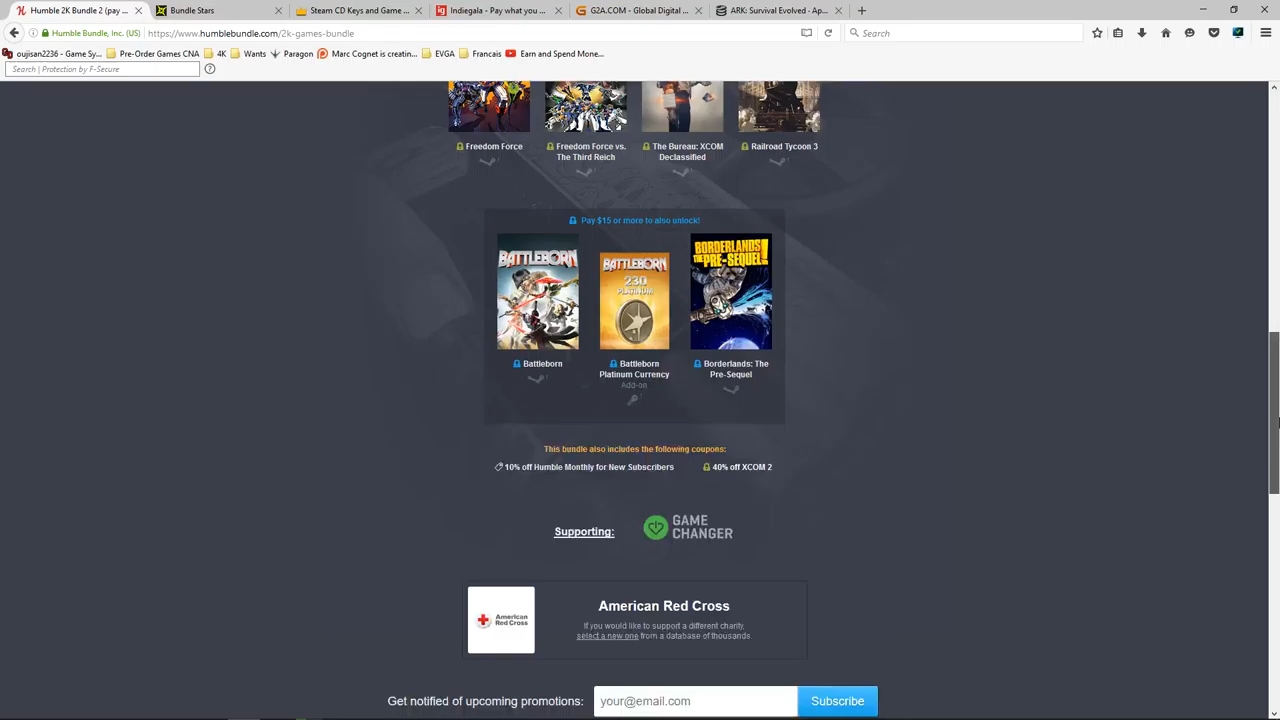 Humble 2K Bundle 2 (pay
Bundle Stars
Steam CD Keys and Game ...
Indiegala - Pay what you ...
G2A.COM - Global Digital ...
ARK: Survival Evolved - Ap...
Humble Bundle, Inc. (US)
https://www.humblebundle.com/2k-games-bundle
Search
oujisan2236 - Game Sy...
Pre-Order Games CNA
4K
Wants
Paragon
Marc Cognet is creatin...
EVGA
Francais
Earn and Spend Mone...
Search | Protection by F-Secure
Freedom Force
Freedom Force vs.
The Third Reich
The Bureau: XCOM
Declassified
Railroad Tycoon 3
Pay $15 or more to also unlock!
BATTLEBORN
BATTLEBORN
230
PLATINUM
BORDERLANDS
THE PRE-SEQUEL!
Battleborn
Battleborn
Platinum Currency
Add-on
Borderlands: The
Pre-Sequel
This bundle also includes the following coupons:
10% off Humble Monthly for New Subscribers
40% off XCOM 2
Supporting:
GAME
CHANGER
American
Red Cross
American Red Cross
If you would like to support a different charity,
select a new one from a database of thousands.
Get notified of upcoming promotions:
your@email.com
Subscribe